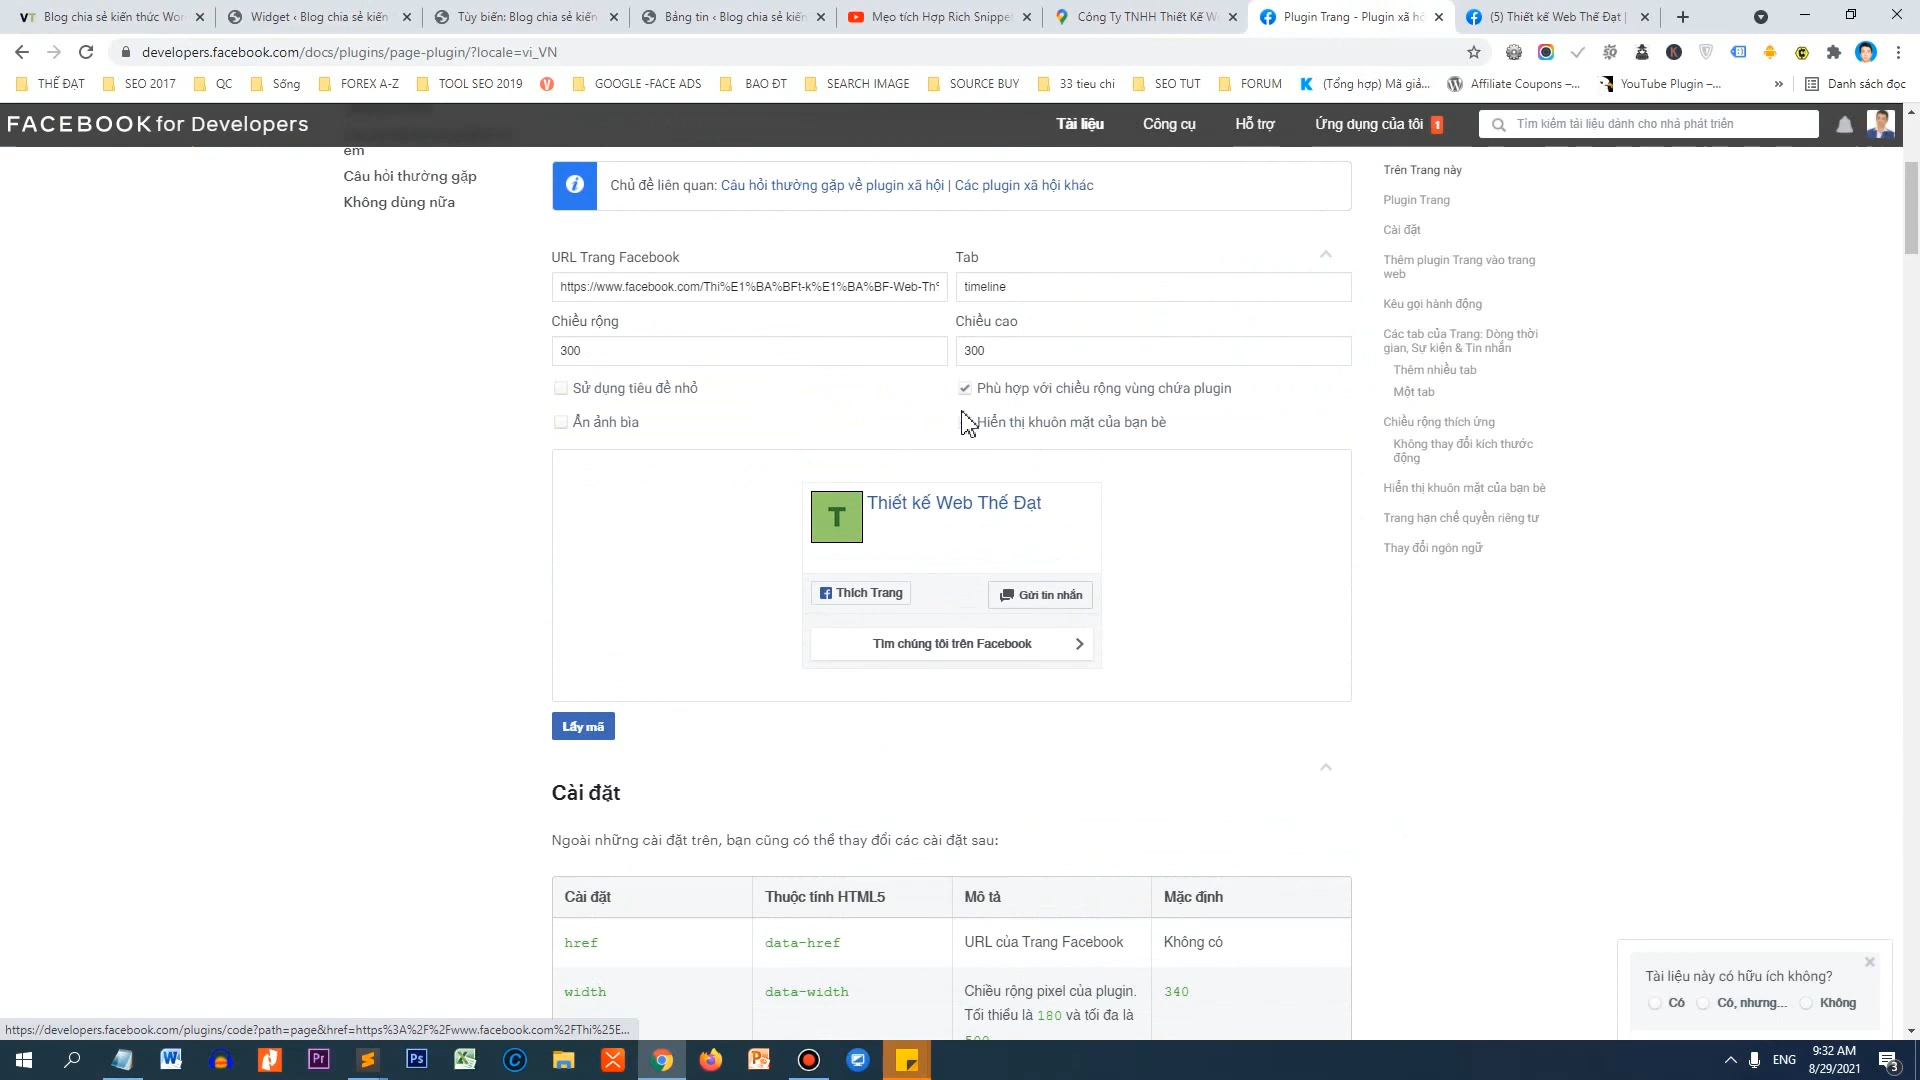 Blog chia sẻ kiến thức Wor
Widget ‹ Blog chia sẻ kiến
Tùy biến: Blog chia sẻ kiến
Bảng tin ‹ Blog chia sẻ kiến
Mẹo tích Hợp Rich Snippe
Công Ty TNHH Thiết Kế W
Plugin Trang - Plugin xã h
(5) Thiết kế Web Thế Đạt |
developers.facebook.com/docs/plugins/page-plugin/?locale=vi_VN
THẾ ĐẠT
SEO 2017
QC
Sống
FOREX A-Z
TOOL SEO 2019
GOOGLE -FACE ADS
BAO ĐT
SEARCH IMAGE
SOURCE BUY
33 tieu chi
SEO TUT
FORUM
(Tổng hợp) Mã giả...
Affiliate Coupons –...
YouTube Plugin –...
»
Danh sách đọc
FACEBOOK for Developers
Tài liệu
Công cụ
Hỗ trợ
Ứng dụng của tôi 1
Tìm kiếm tài liệu dành cho nhà phát triển
em
Câu hỏi thường gặp
Không dùng nữa
Chủ đề liên quan: Câu hỏi thường gặp về plugin xã hội | Các plugin xã hội khác
URL Trang Facebook
Tab
https://www.facebook.com/Thi%E1%BA%BFt-k%E1%BA%BF-Web-Th%
timeline
Chiều rộng
Chiều cao
300
300
Sử dụng tiêu đề nhỏ
Phù hợp với chiều rộng vùng chứa plugin
Ẩn ảnh bìa
Hiển thị khuôn mặt của bạn bè
T
Thiết kế Web Thế Đạt
Thích Trang
Gửi tin nhắn
Tìm chúng tôi trên Facebook
Lấy mã
Cài đặt
Ngoài những cài đặt trên, bạn cũng có thể thay đổi các cài đặt sau:
Cài đặt
Thuộc tính HTML5
Mô tả
Mặc định
href
data-href
URL của Trang Facebook
Không có
width
data-width
Chiều rộng pixel của plugin.
Tối thiểu là 180 và tối đa là
500
340
Trên Trang này
Plugin Trang
Cài đặt
Thêm plugin Trang vào trang
web
Kêu gọi hành động
Các tab của Trang: Dòng thời
gian, Sự kiện & Tin nhắn
Thêm nhiều tab
Một tab
Chiều rộng thích ứng
Không thay đổi kích thước
động
Hiển thị khuôn mặt của bạn bè
Trang hạn chế quyền riêng tư
Thay đổi ngôn ngữ
Tài liệu này có hữu ích không?
Có
Có, nhưng...
Không
https://developers.facebook.com/plugins/code?path=page&href=https%3A%2F%2Fwww.facebook.com%2FThi%25E...
ENG
9:32 AM
8/29/2021
3